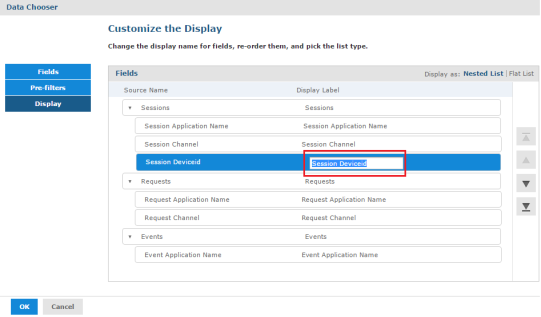 Data Chooser
Customize the Display
Change the display name for fields, re-order them, and pick the list type.
Fields
Pre-filters
Display
Fields
Display as: Nested List | Flat List
Source Name Display Label
Sessions Sessions
Session Application Name Session Application Name
Session Channel Session Channel
Session Deviceid Session Deviceid
Requests Requests
Request Application Name Request Application Name
Request Channel Request Channel
Events Events
Event Application Name Event Application Name
OK Cancel